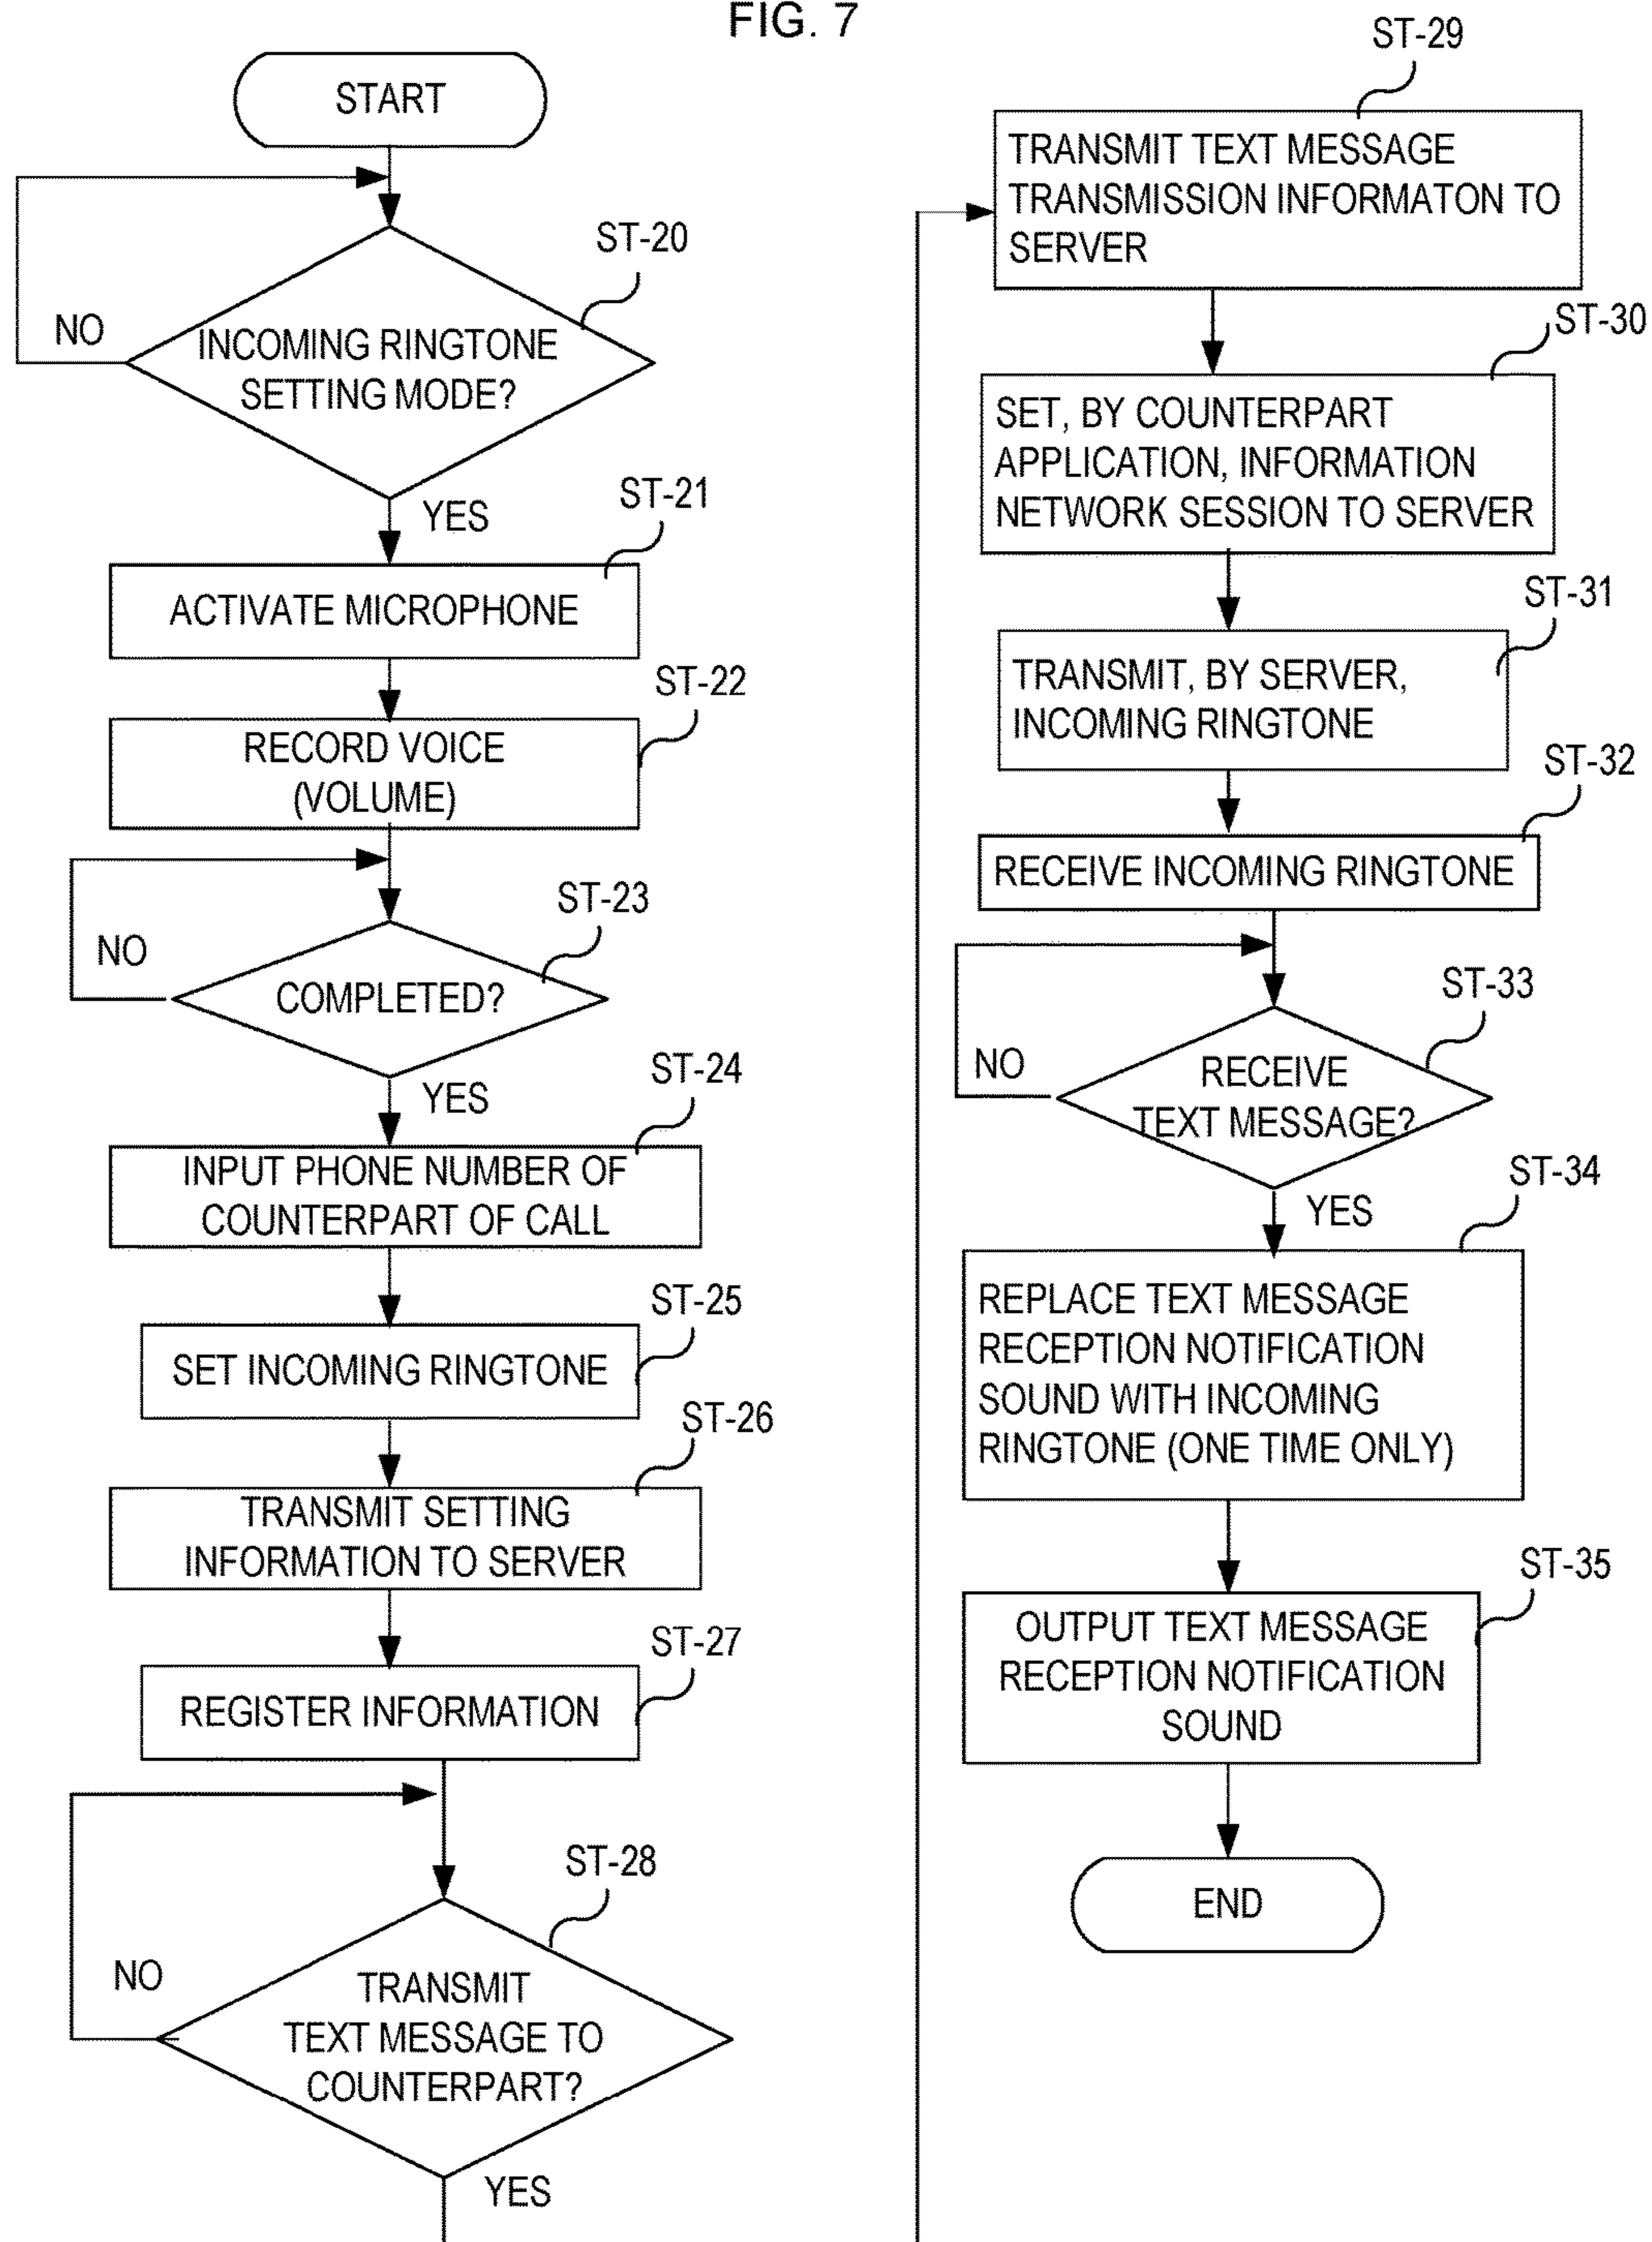 FIG. 7
START
ST-20
NO
INCOMING RINGTONE
SETTING MODE?
YES
ST-21
ACTIVATE MICROPHONE
ST-22
RECORD VOICE
(VOLUME)
ST-23
NO
COMPLETED?
YES
ST-24
INPUT PHONE NUMBER OF
COUNTERPART OF CALL
ST-25
SET INCOMING RINGTONE
ST-26
TRANSMIT SETTING
INFORMATION TO SERVER
ST-27
REGISTER INFORMATION
ST-28
NO
TRANSMIT
TEXT MESSAGE TO
COUNTERPART?
YES
ST-29
TRANSMIT TEXT MESSAGE
TRANSMISSION INFORMATON TO
SERVER
ST-30
SET, BY COUNTERPART
APPLICATION, INFORMATION
NETWORK SESSION TO SERVER
ST-31
TRANSMIT, BY SERVER,
INCOMING RINGTONE
ST-32
RECEIVE INCOMING RINGTONE
ST-33
NO
RECEIVE
TEXT MESSAGE?
YES
ST-34
REPLACE TEXT MESSAGE
RECEPTION NOTIFICATION
SOUND WITH INCOMING
RINGTONE (ONE TIME ONLY)
ST-35
OUTPUT TEXT MESSAGE
RECEPTION NOTIFICATION
SOUND
END